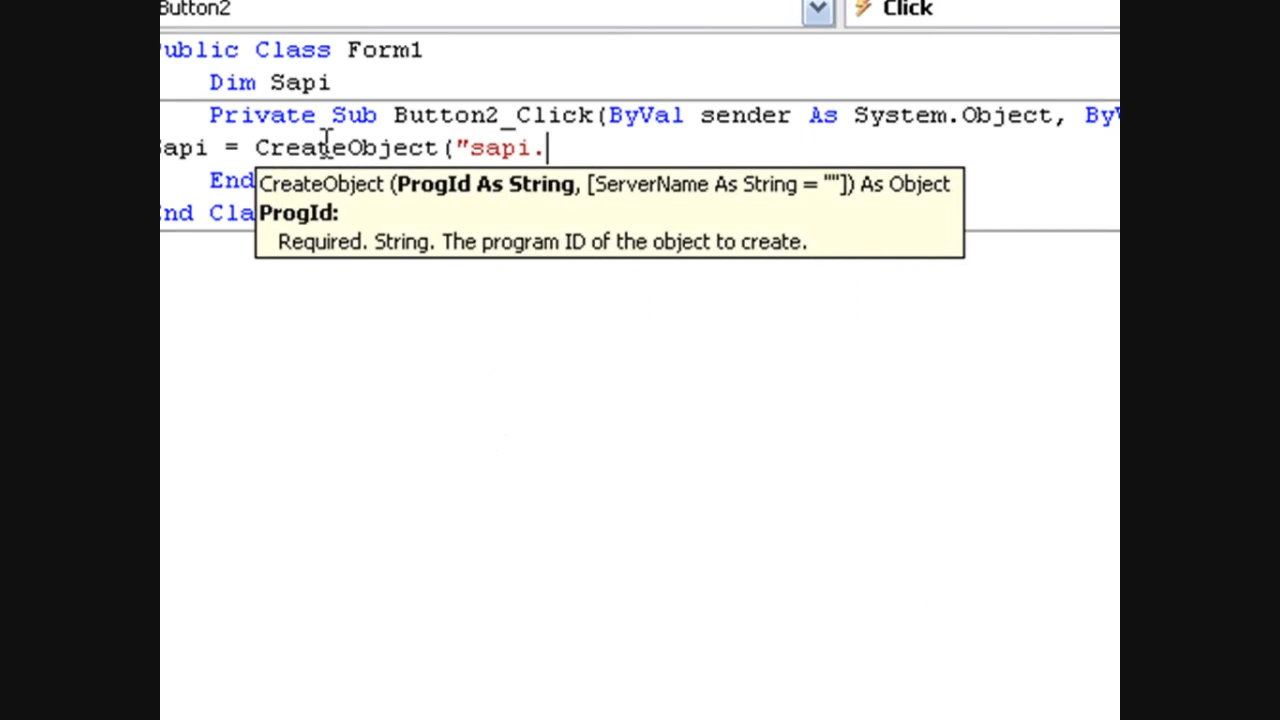 Button2
Click
ublic Class Form1
Dim Sapi
Private Sub Button2_Click(ByVal sender As System.Object, ByV
Sapi = CreateObject("sapi.
End
CreateObject (ProgId As String, [ServerName As String = ""]) As Object
nd Cla
ProgId:
Required. String. The program ID of the object to create.